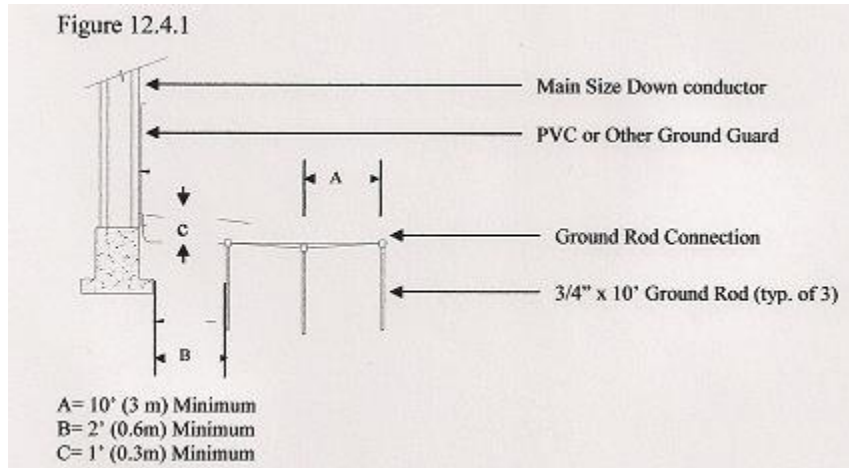 Figure 12.4.1
Main Size Down conductor
PVC or Other Ground Guard
A
C
Ground Rod Connection
3/4” x 10’ Ground Rod (typ. of 3)
B
A= 10’ (3 m) Minimum
B= 2’ (0.6m) Minimum
C= 1’ (0.3m) Minimum